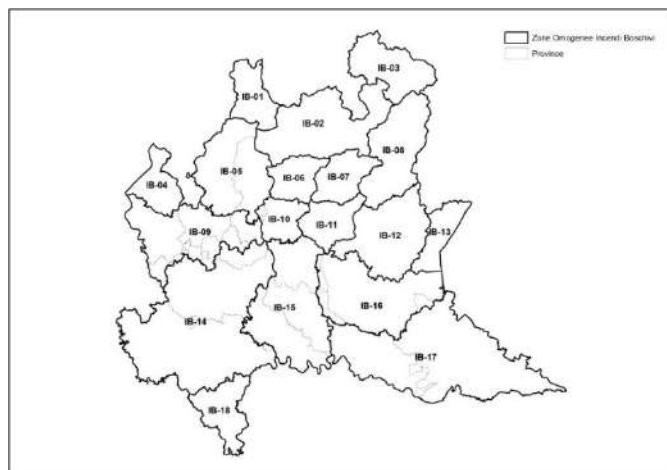 Zone Omogenee Incendi Boschivi
Province
IB-03
IB-01
IB-02
IB-08
IB-05
IB-04
IB-06
IB-07
IB-10
IB-11
IB-09
IB-12
IB-13
IB-15
IB-16
IB-14
IB-17
IB-18